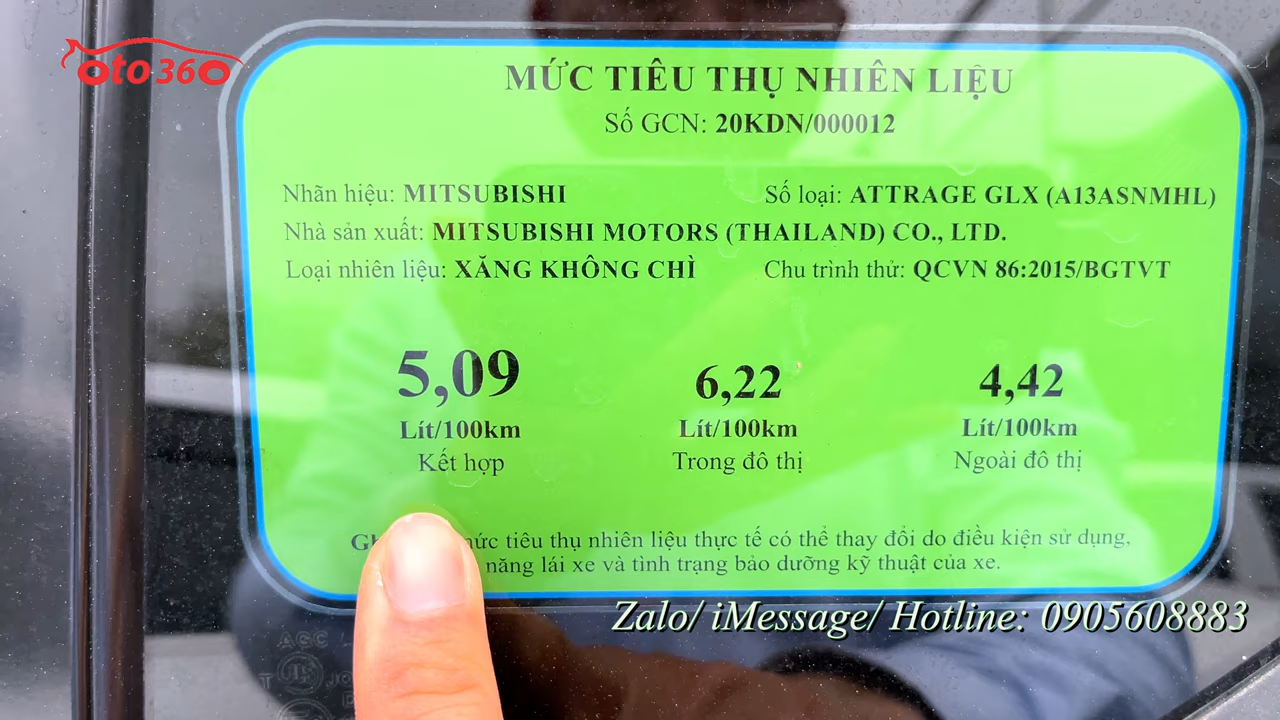 oto360
MỨC TIÊU THỤ NHIÊN LIỆU
Số GCN: 20KDN/000012
Nhãn hiệu: MITSUBISHI Số loại: ATTRAGE GLX (A13ASNMHL)
Nhà sản xuất: MITSUBISHI MOTORS (THAILAND) CO., LTD.
Loại nhiên liệu: XĂNG KHÔNG CHÌ Chu trình thử: QCVN 86:2015/BGTVT
5,09 6,22 4,42
Lít/100km Lít/100km Lít/100km
Kết hợp Trong đô thị Ngoài đô thị
tiêu thụ nhiên liệu thực tế có thể thay đổi do điều kiện sử dụng,
năng lái xe và tình trạng bảo dưỡng kỹ thuật của xe.
Zalo/ iMessage/ Hotline: 0905608883
AGC